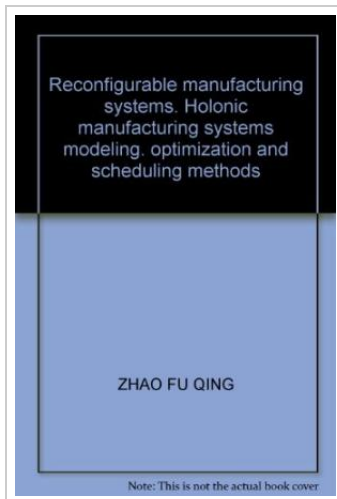 Reconfigurable manufacturing
systems. Holonic
manufacturing systems
modeling. optimization and
scheduling methods
ZHAO FU QING
Note: This is not the actual book cover